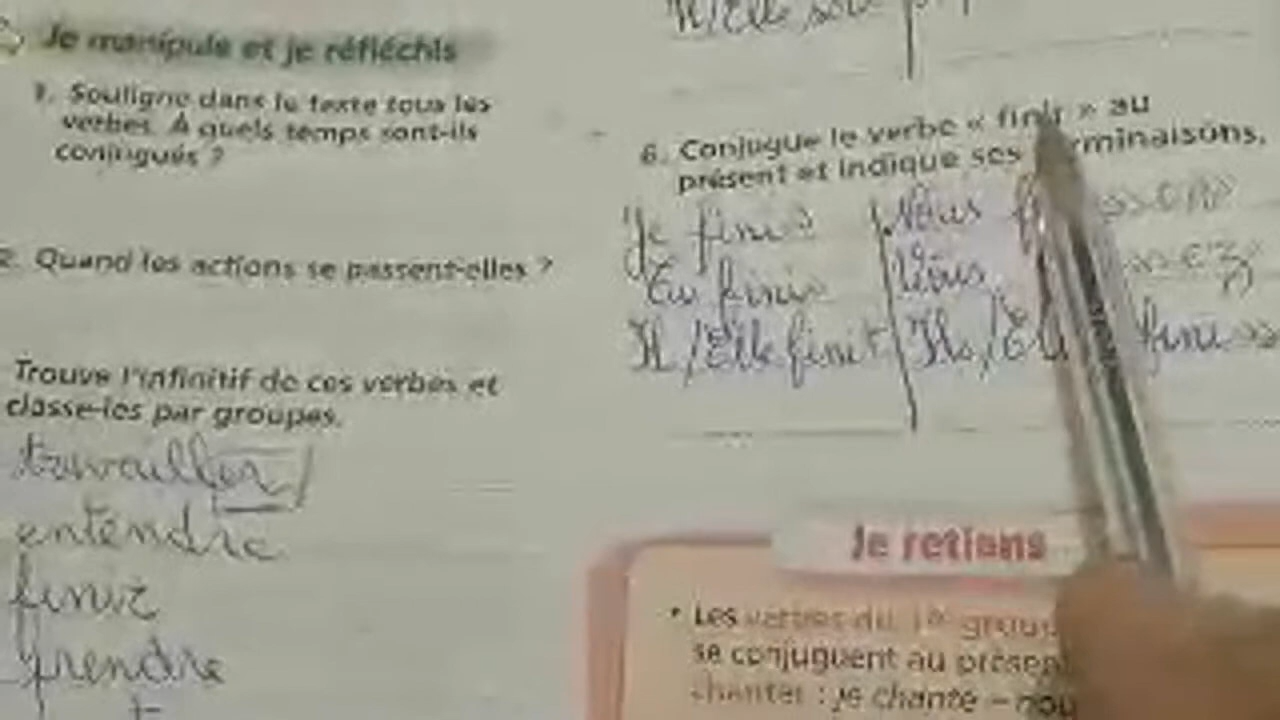 Je manipule et je réfléchis
1. Souligne dans le texte tous les
verbes. À quels temps sont-ils
conjugués ?
2. Quand les actions se passent-elles ?
Trouve l'infinitif de ces verbes et
classe-les par groupes.
travailler
entendre
finir
prendre
Il/Elle
6. Conjugue le verbe « finir » au
présent et indique ses terminaisons.
Je finis Nous
Tu finis Vous
Il/Elle finit Ils/
Je retiens
• Les verbes du 1er
se conjuguent au
chanter : je chante –